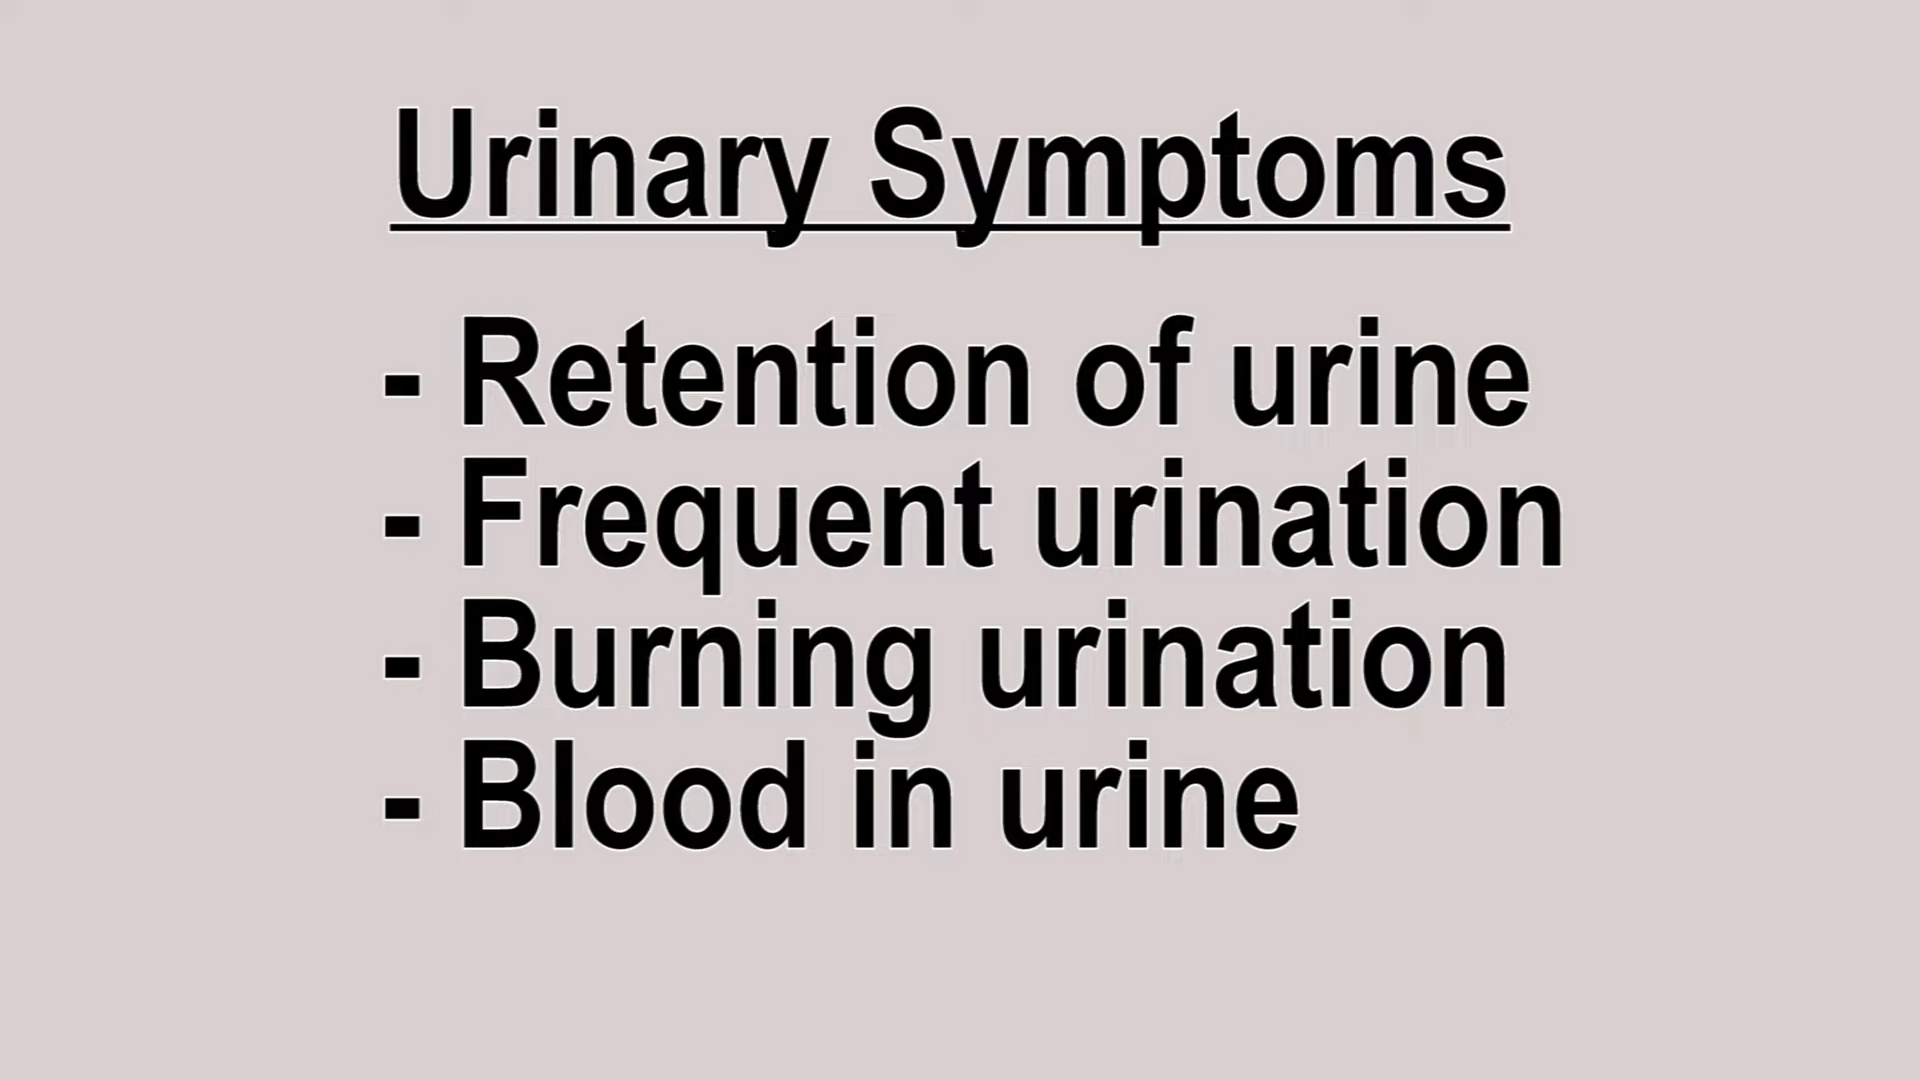 Urinary Symptoms
- Retention of urine
- Frequent urination
- Burning urination
- Blood in urine